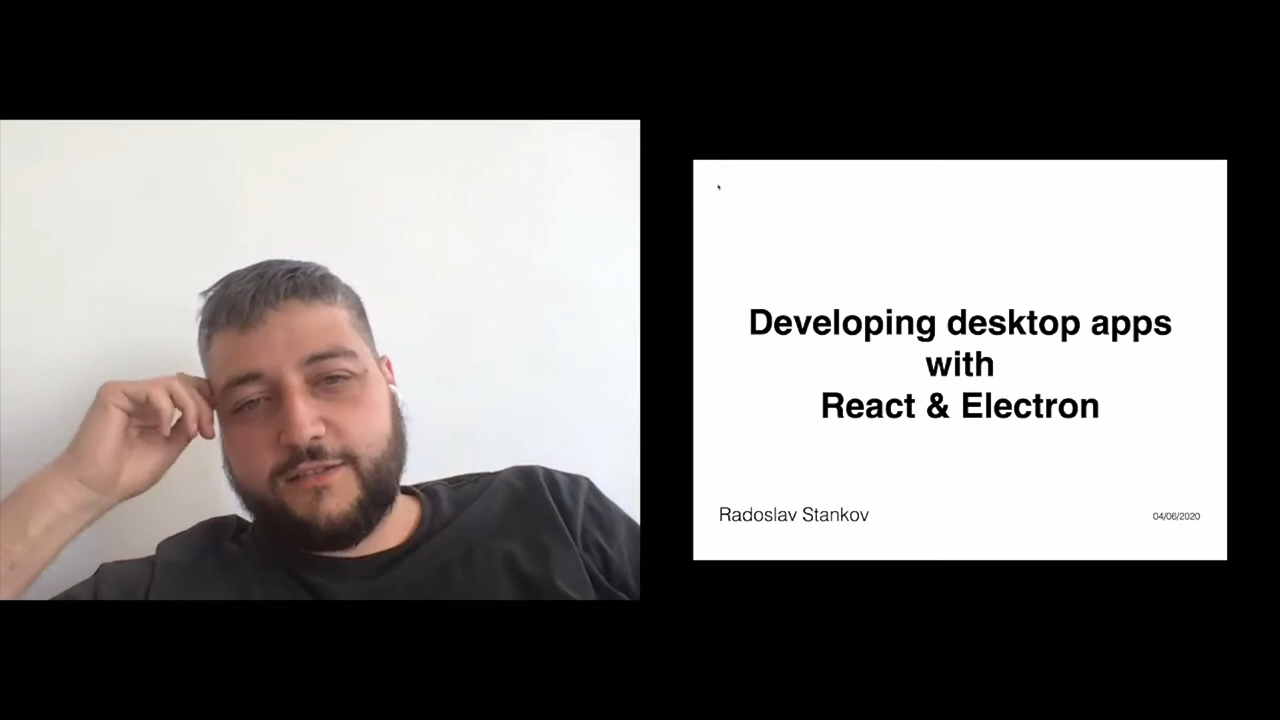 Developing desktop apps
with
React & Electron
Radoslav Stankov
04/06/2020